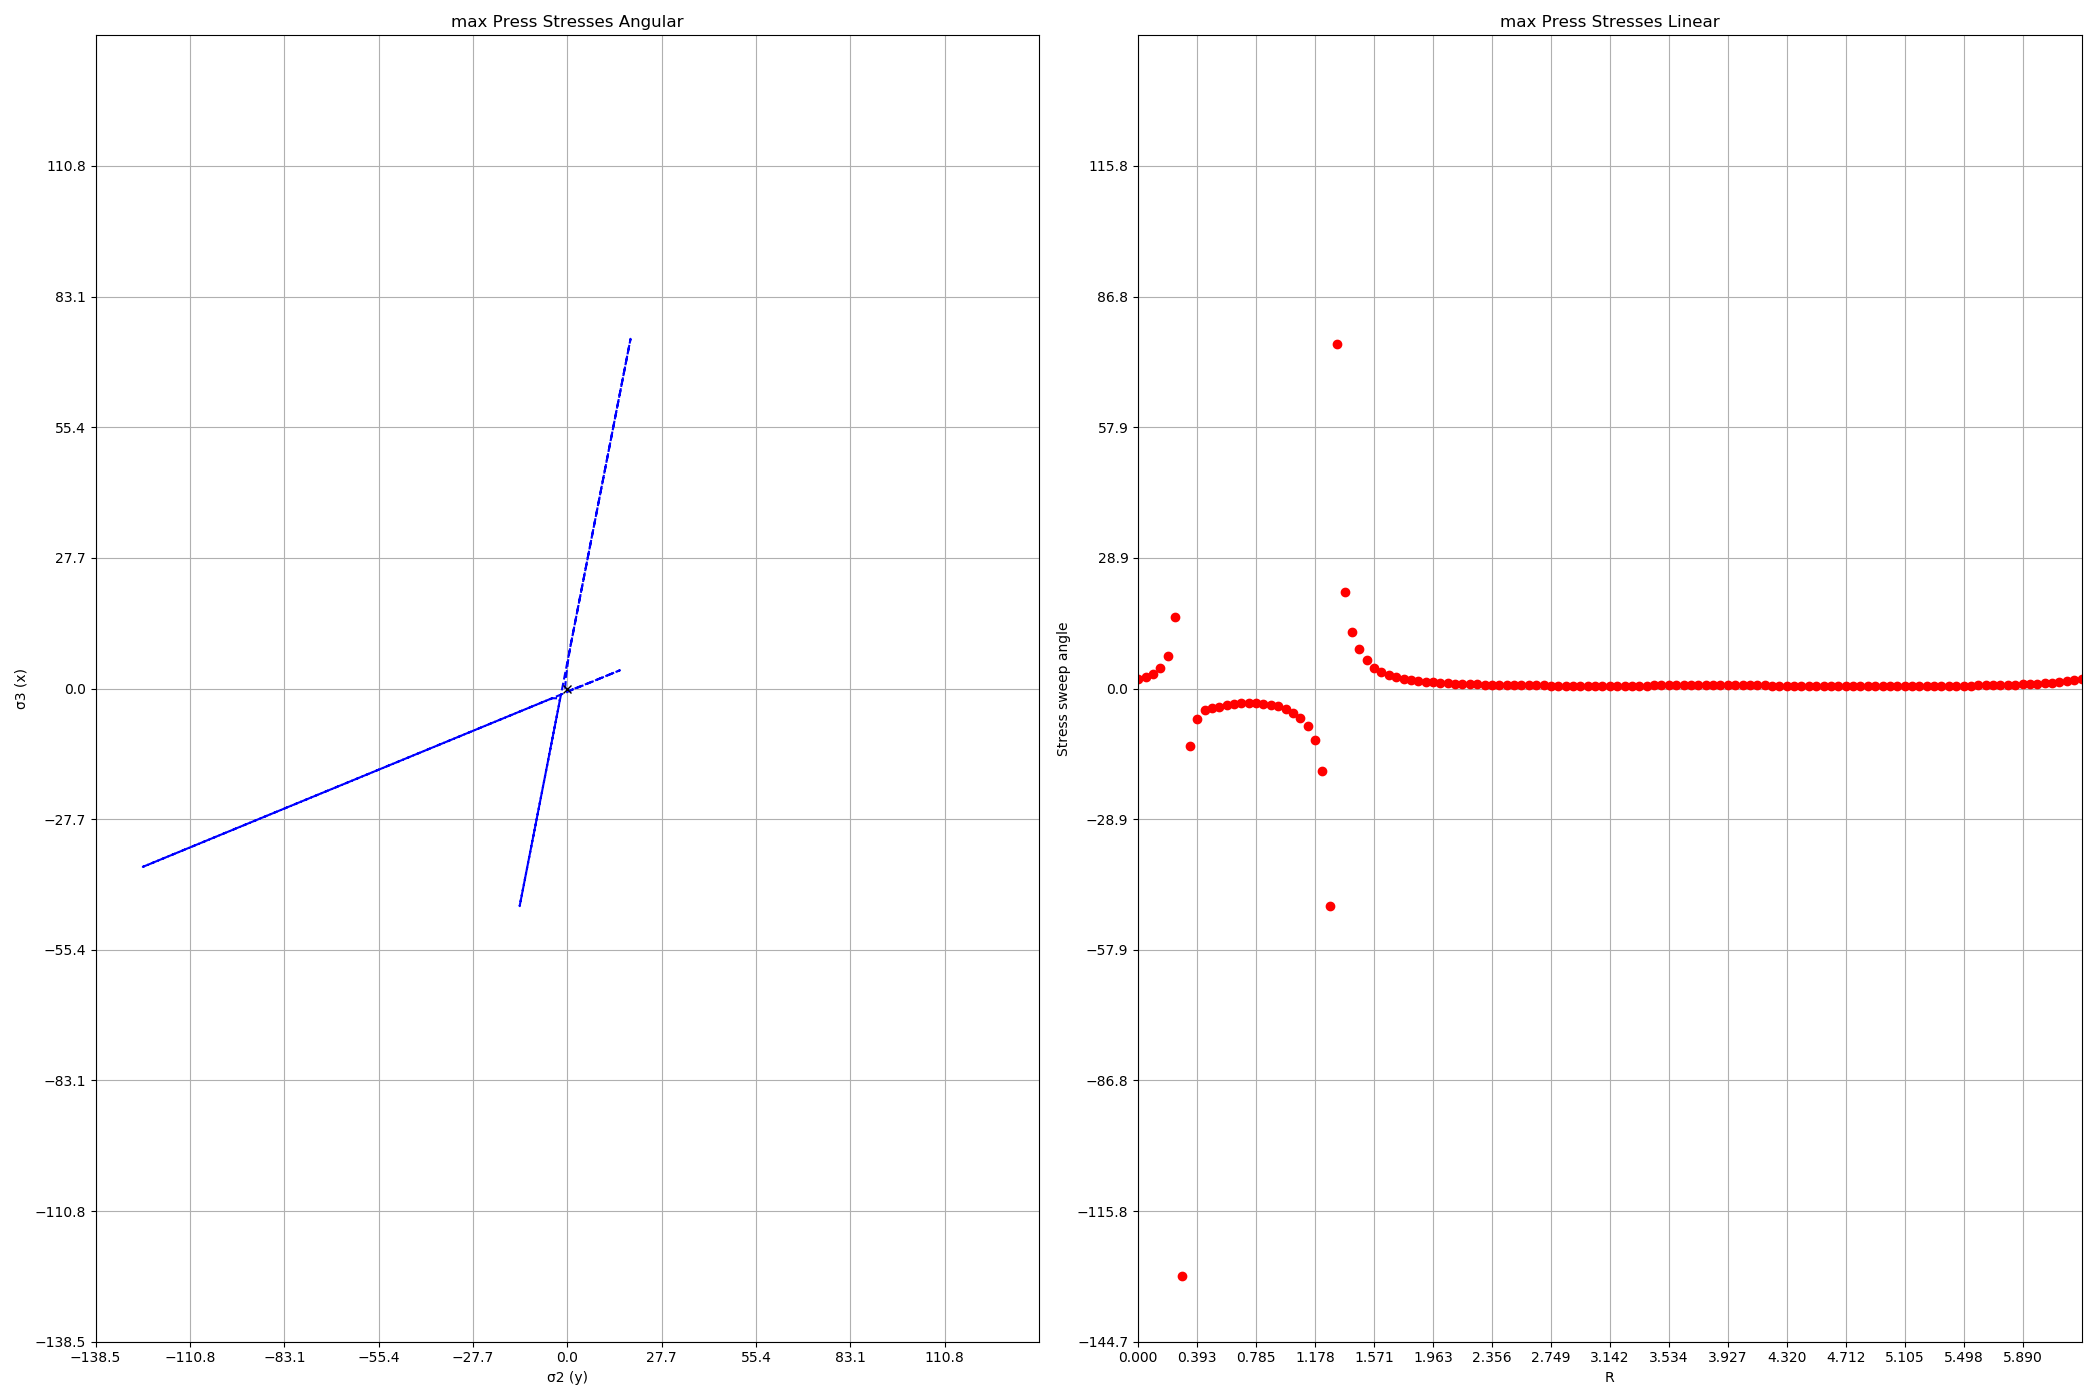 max Press Stresses Angular
max Press Stresses Linear
110.8
83.1
55.4
27.7
0.0
−27.7
−55.4
−83.1
−110.8
−138.5
σ3 (x)
−138.5 −110.8 −83.1 −55.4 −27.7 0.0 27.7 55.4 83.1 110.8
σ2 (y)
115.8
86.8
57.9
28.9
0.0
−28.9
−57.9
−86.8
−115.8
−144.7
Stress sweep angle
0.000 0.393 0.785 1.178 1.571 1.963 2.356 2.749 3.142 3.534 3.927 4.320 4.712 5.105 5.498 5.890
R